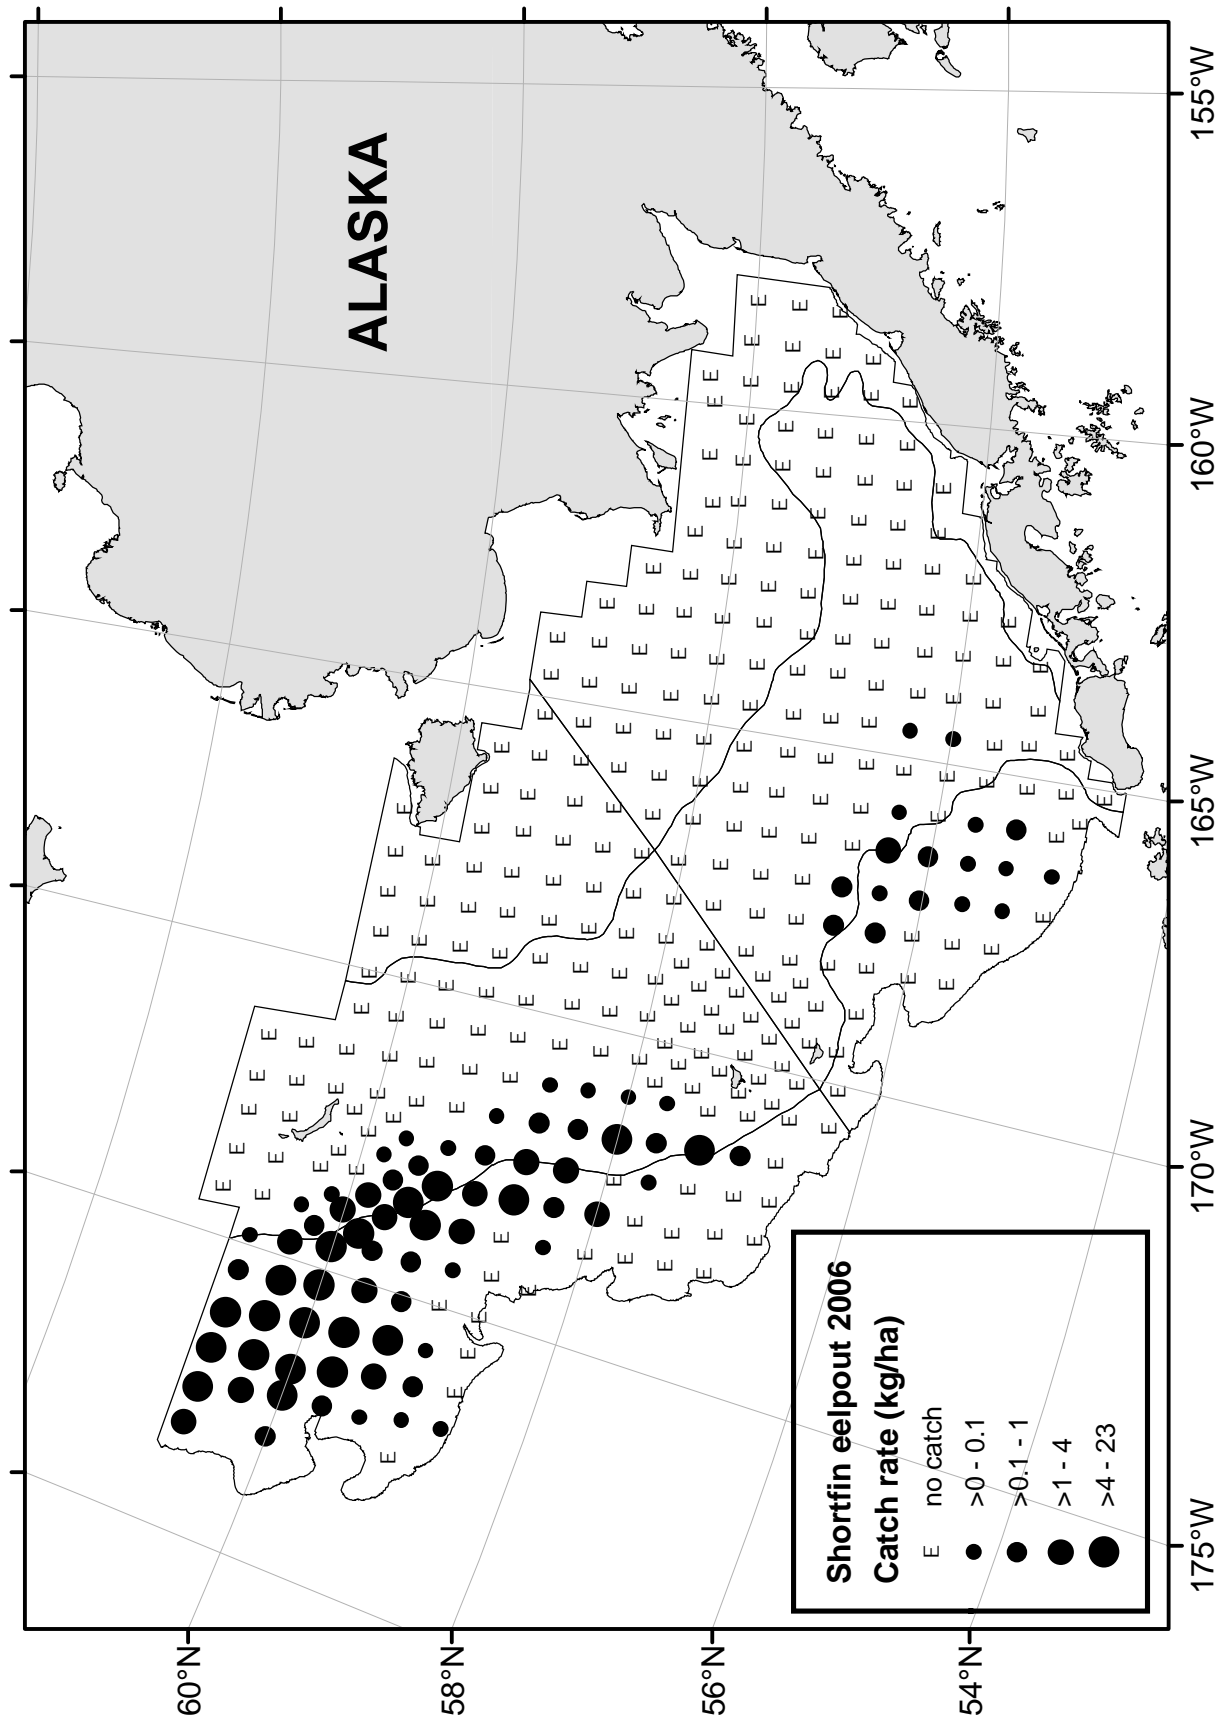 ALASKA
60°N
58°N
56°N
54°N
175°W
170°W
165°W
160°W
155°W
Shortfin eelpout 2006
Catch rate (kg/ha)
E no catch
>0 - 0.1
>0.1 - 1
>1 - 4
>4 - 23